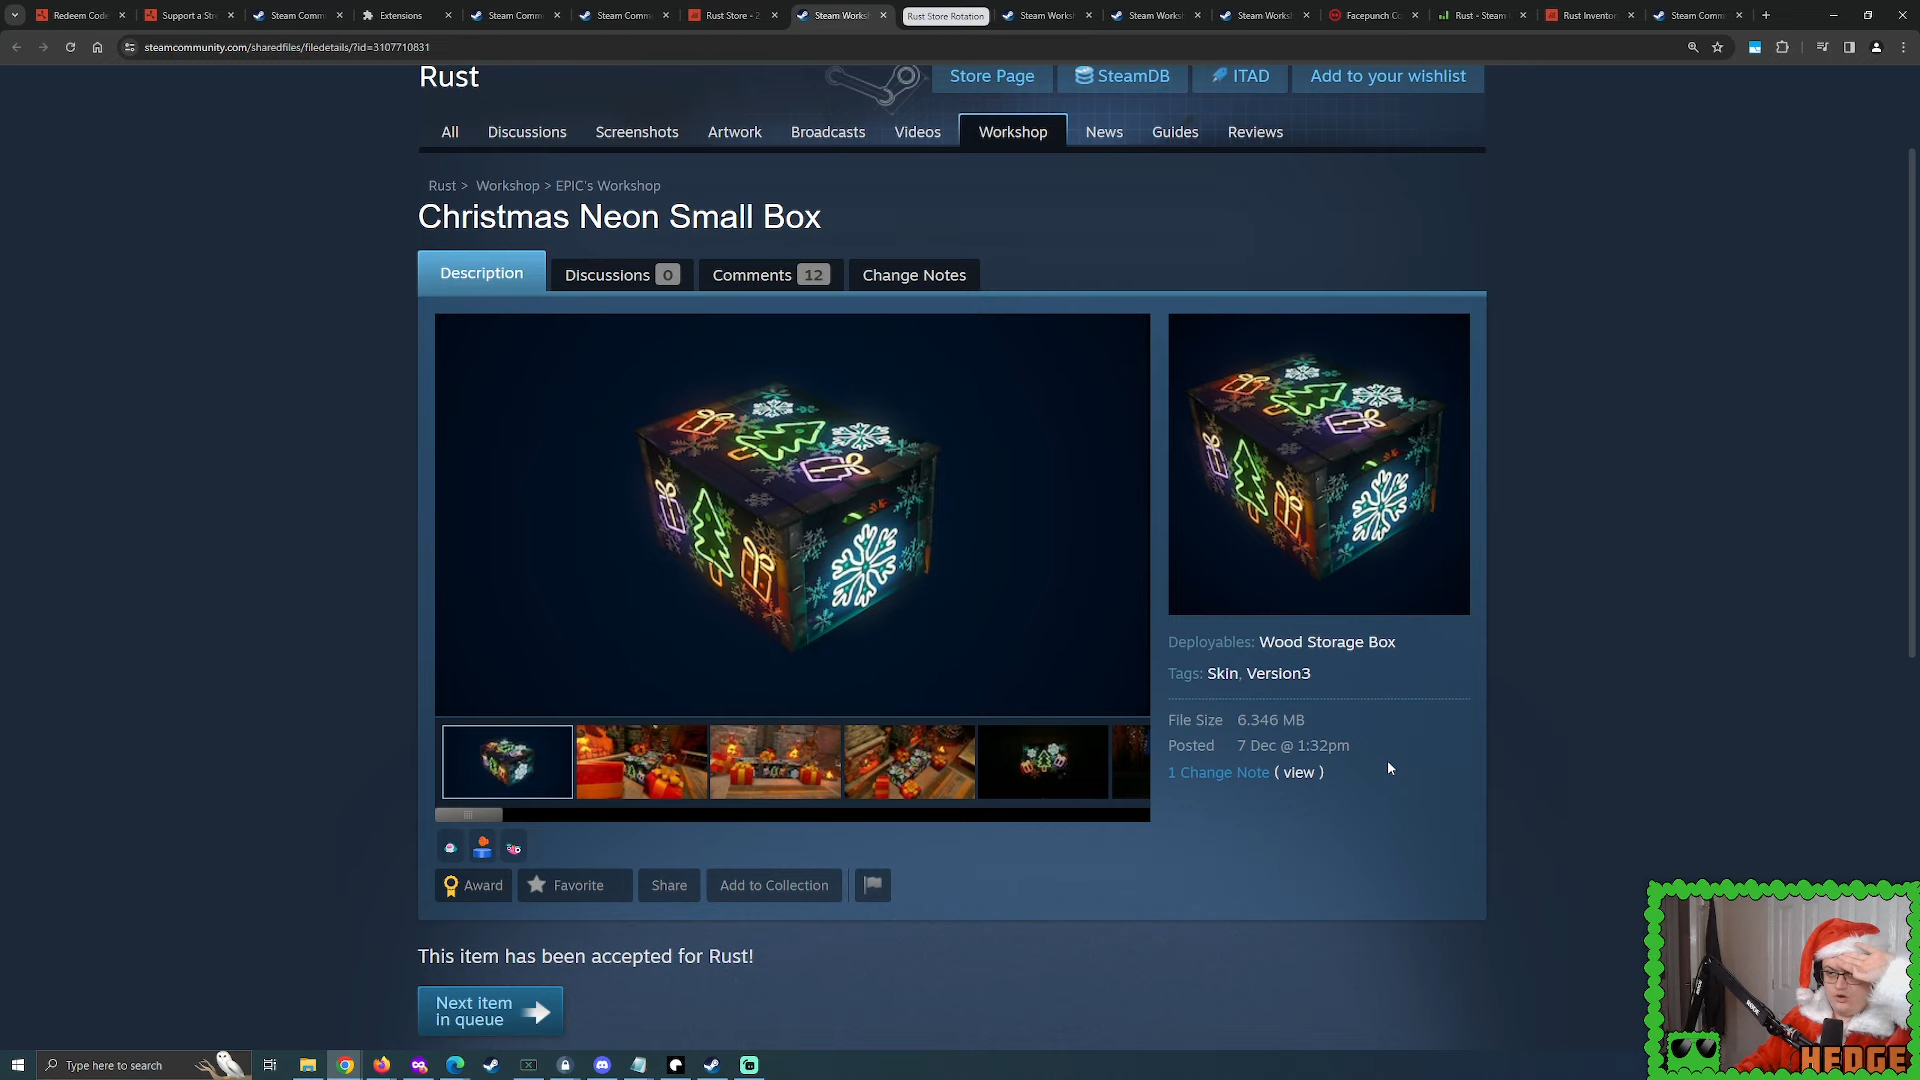 Redeem Code
Support a Str
Steam Commu
Extensions
Steam Comm
Steam Comm
Rust Store - 2
Steam Works
Rust Store Rotation
Steam Works
Steam Works
Steam Works
Facepunch Co
Rust - Steam
Rust Invento
Steam Comm
steamcommunity.com/sharedfiles/filedetails/?id=3107710831
Rust
Store Page
SteamDB
ITAD
Add to your wishlist
All
Discussions
Screenshots
Artwork
Broadcasts
Videos
Workshop
News
Guides
Reviews
Rust > Workshop > EPIC's Workshop
Christmas Neon Small Box
Description
Discussions 0
Comments 12
Change Notes
Deployables: Wood Storage Box
Tags: Skin, Version3
File Size 6.346 MB
Posted 7 Dec @ 1:32pm
1 Change Note ( view )
Award
Favorite
Share
Add to Collection
This item has been accepted for Rust!
Next item
in queue
Type here to search
HEDGE